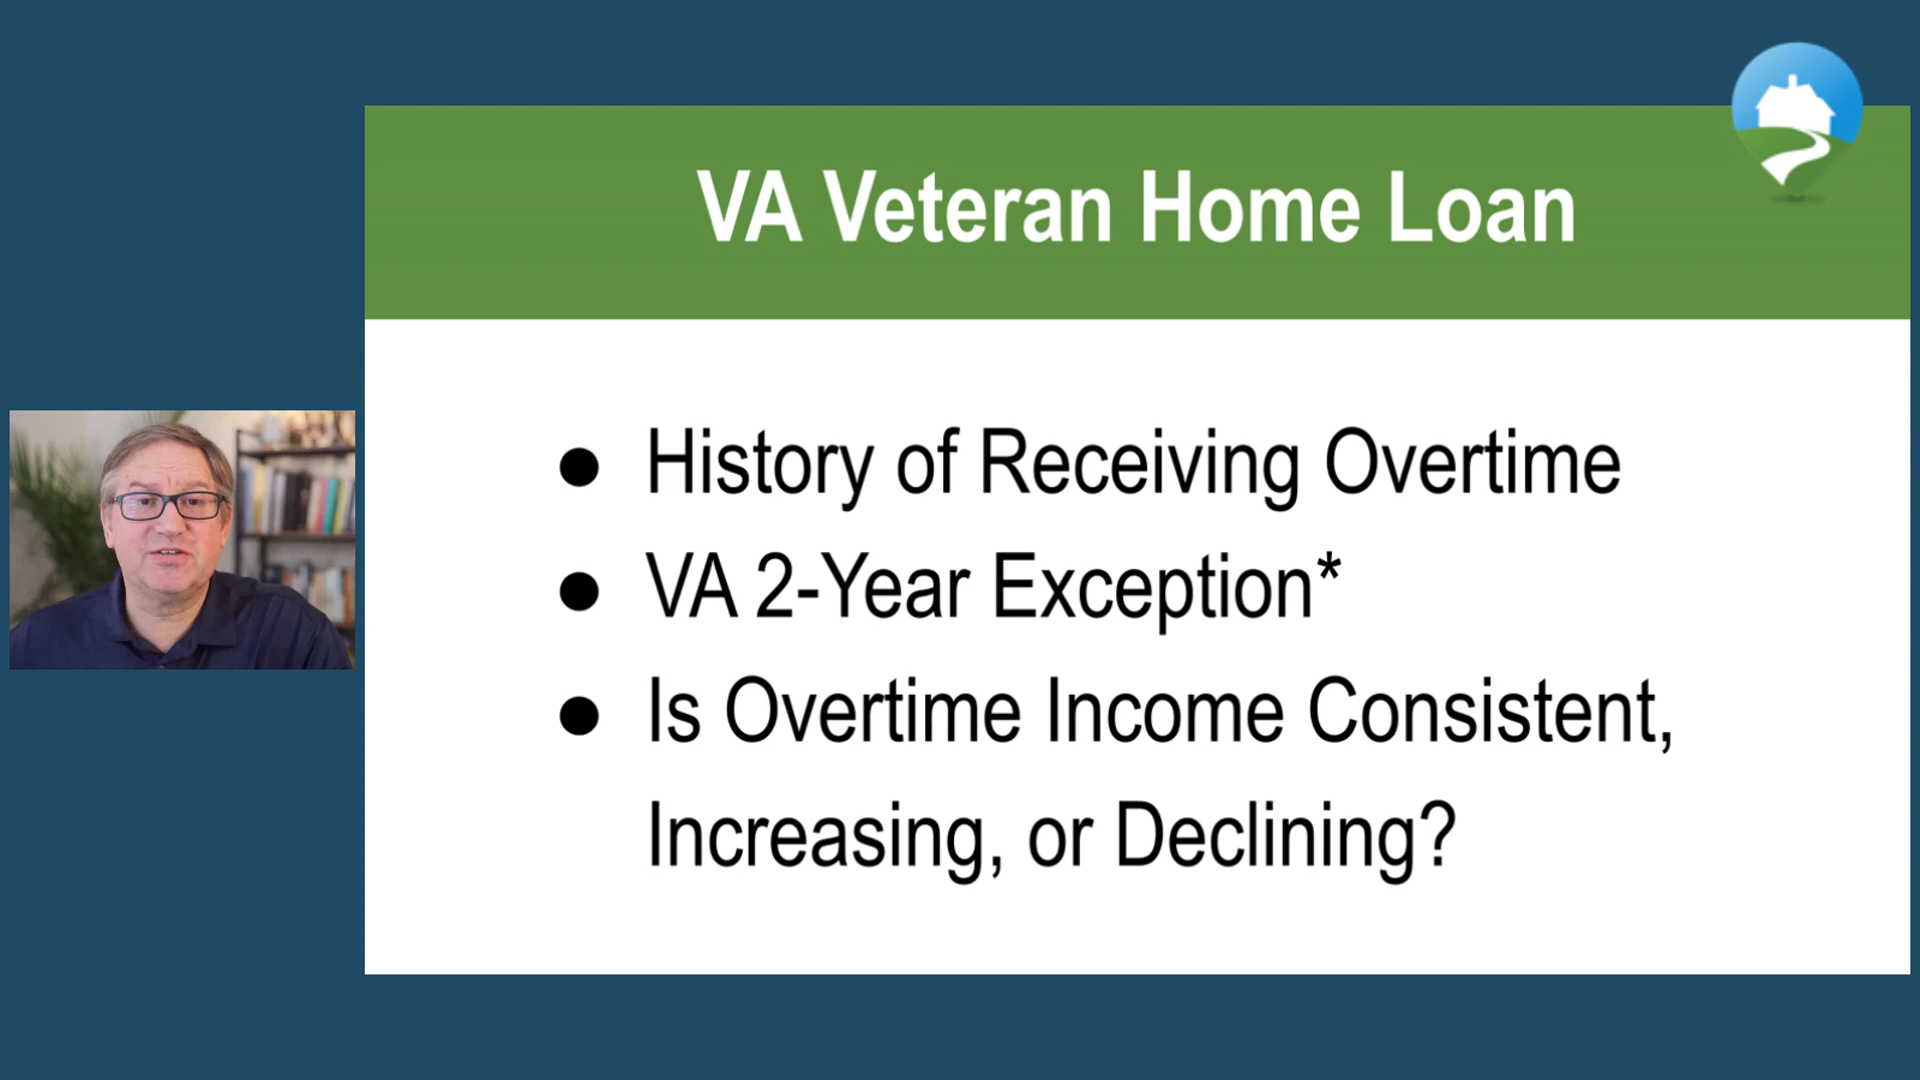 VA Veteran Home Loan
● History of Receiving Overtime
● VA 2-Year Exception*
● Is Overtime Income Consistent,
Increasing, or Declining?